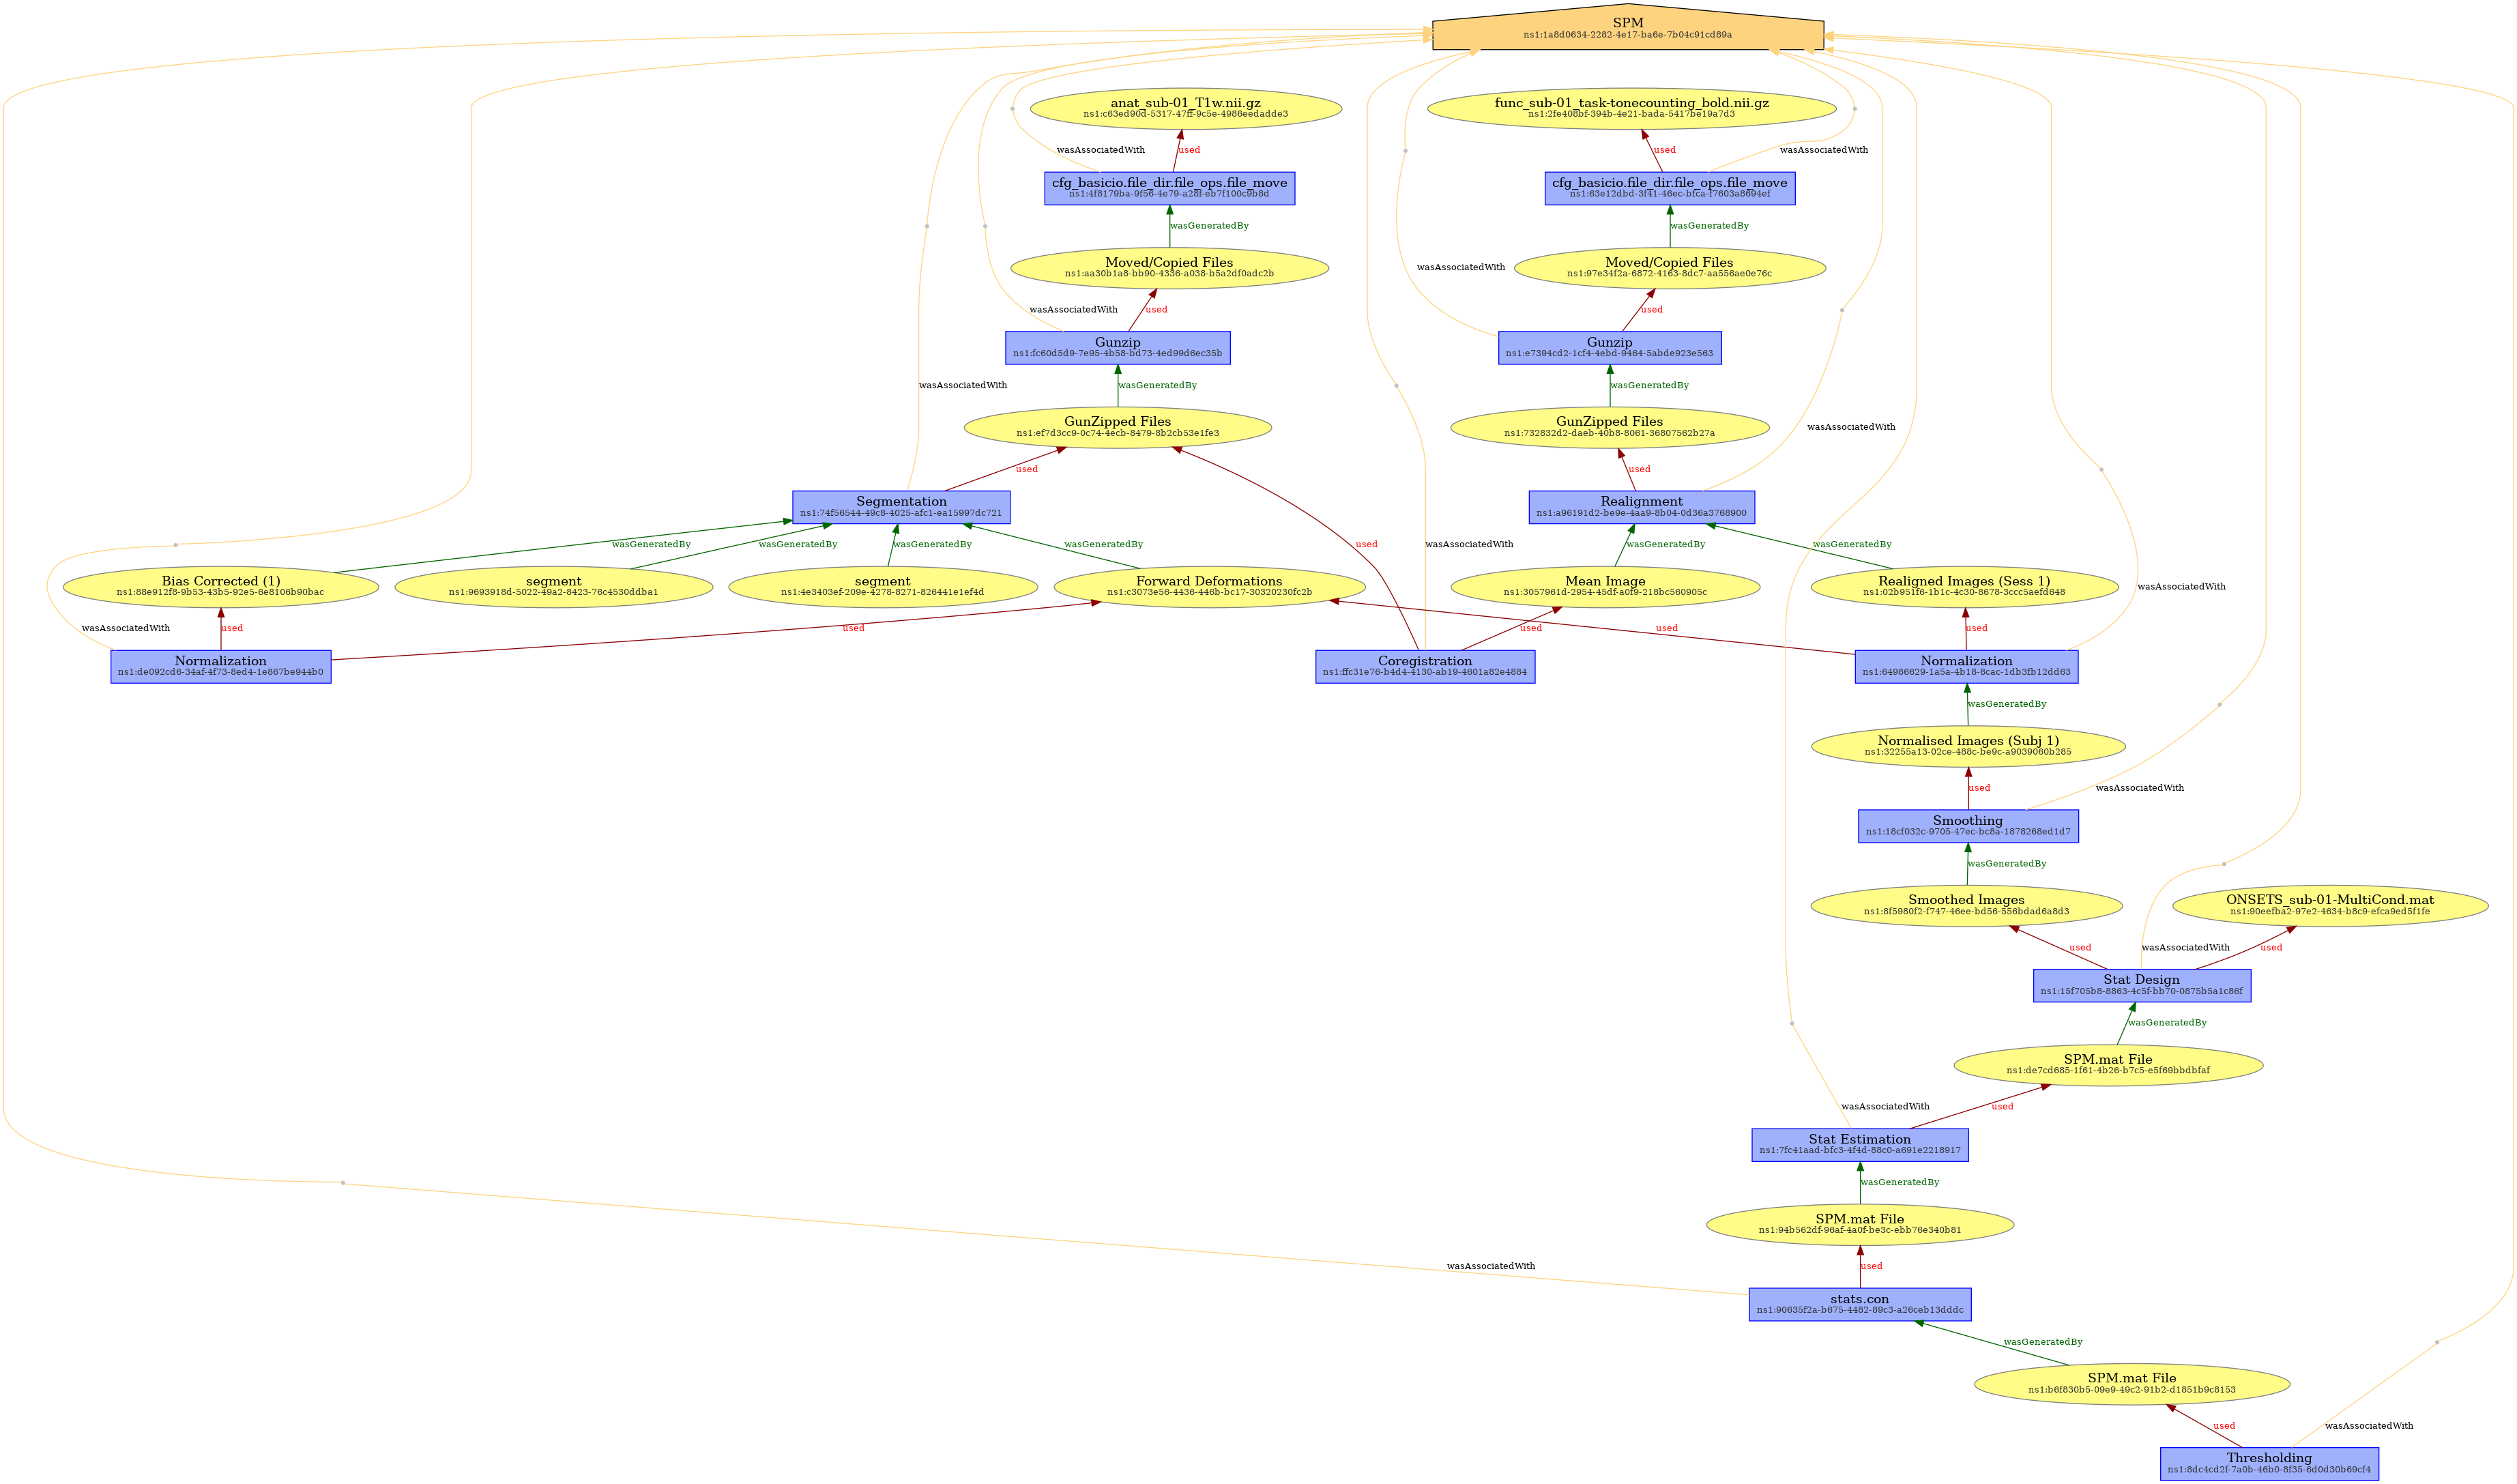 SPM
ns1:1a8d0634-2282-4e17-ba6e-7b04c91cd89a
anat_sub-01_T1w.nii.gz
ns1:c63ed90d-5317-47ff-9c5e-4986eedadde3
func_sub-01_task-tonecounting_bold.nii.gz
ns1:2fe408bf-394b-4e21-bada-5417be19a7d3
wasAssociatedWith
used
used
wasAssociatedWith
cfg_basicio.file_dir.file_ops.file_move
ns1:4f8179ba-9f56-4e79-a28f-eb7f100c9b8d
cfg_basicio.file_dir.file_ops.file_move
ns1:63e12dbd-3f41-46ec-bfca-f7603a8694ef
wasGeneratedBy
wasGeneratedBy
Moved/Copied Files
ns1:aa30b1a8-bb90-4336-a038-b5a2df0adc2b
Moved/Copied Files
ns1:97e34f2a-6872-4163-8dc7-aa556ae0e76c
wasAssociatedWith
wasAssociatedWith
used
used
Gunzip
ns1:fc60d5d9-7e95-4b58-bd73-4ed99d6ec35b
Gunzip
ns1:e7394cd2-1cf4-4ebd-9464-5abde923e563
wasAssociatedWith
wasGeneratedBy
wasGeneratedBy
GunZipped Files
ns1:ef7d3cc9-0c74-4ecb-8479-8b2cb53e1fe3
GunZipped Files
ns1:732832d2-daeb-40b8-8061-36807562b27a
wasAssociatedWith
used
used
Segmentation
ns1:74f56544-49c8-4025-afc1-ea15997dc721
Realignment
ns1:a96191d2-be9e-4aa9-8b04-0d36a3768900
wasGeneratedBy
wasGeneratedBy
wasGeneratedBy
wasGeneratedBy
used
wasAssociatedWith
wasGeneratedBy
wasGeneratedBy
Bias Corrected (1)
ns1:88e912f8-9b53-43b5-92e5-6e8106b90bac
segment
ns1:9693918d-5022-49a2-8423-76c4530ddba1
segment
ns1:4e3403ef-209e-4278-8271-826441e1ef4d
Forward Deformations
ns1:c3073e56-4436-446b-bc17-30320230fc2b
Mean Image
ns1:3057961d-2954-45df-a0f9-218bc560905c
Realigned Images (Sess 1)
ns1:02b951f6-1b1c-4c30-8678-3ccc5aefd648
wasAssociatedWith
wasAssociatedWith
used
used
used
used
used
Normalization
ns1:de092cd6-34af-4f73-8ed4-1e867be944b0
Coregistration
ns1:ffc31e76-b4d4-4130-ab19-4601a82e4884
Normalization
ns1:64986629-1a5a-4b18-8cac-1db3fb12dd63
wasGeneratedBy
Normalised Images (Subj 1)
ns1:32255a13-02ce-488c-be9c-a9039060b285
used
wasAssociatedWith
Smoothing
ns1:18cf032c-9705-47ec-bc8a-1878268ed1d7
wasGeneratedBy
Smoothed Images
ns1:8f5980f2-f747-46ee-bd56-556bdad6a8d3
ONSETS_sub-01-MultiCond.mat
ns1:90eefba2-97e2-4634-b8c9-efca9ed5f1fe
used
wasAssociatedWith
used
Stat Design
ns1:15f705b8-8863-4c5f-bb70-0875b5a1c86f
wasGeneratedBy
SPM.mat File
ns1:de7cd685-1f61-4b26-b7c5-e5f69bbdbfaf
wasAssociatedWith
used
Stat Estimation
ns1:7fc41aad-bfc3-4f4d-88c0-a691e2218917
wasGeneratedBy
SPM.mat File
ns1:94b562df-96af-4a0f-be3c-ebb76e340b81
wasAssociatedWith
used
stats.con
ns1:90635f2a-b675-4482-89c3-a26ceb13dddc
wasGeneratedBy
SPM.mat File
ns1:b6f830b5-09e9-49c2-91b2-d1851b9c8153
used
wasAssociatedWith
Thresholding
ns1:8dc4cd2f-7a0b-46b0-8f35-6d0d30b69cf4